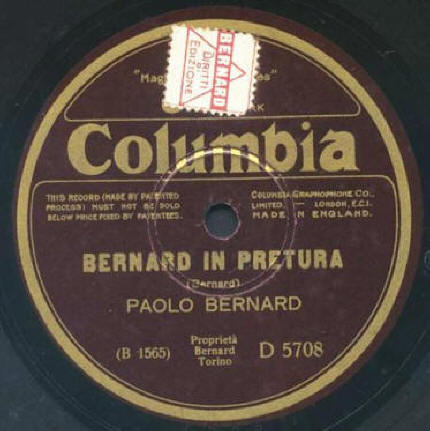 BERNARD
DIRITTI
DI
EDIZIONE
Columbia
THIS RECORD (MADE BY PATENTED
PROCESS) MUST NOT BE SOLD
BELOW PRICE FIXED BY PATENTEES.
COLUMBIA GRAPHOPHONE CO.,
LIMITED. — LONDON, E.C.1.
MADE IN ENGLAND.
BERNARD IN PRETURA
(Bernard)
PAOLO BERNARD
(B 1565)
Proprietà
Bernard
Torino
D 5708